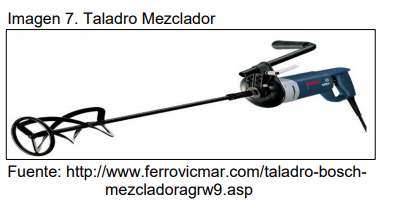 Imagen 7. Taladro Mezclador
Fuente: http://www.ferrovicmar.com/taladro-bosch-
mezcladoragrw9.asp